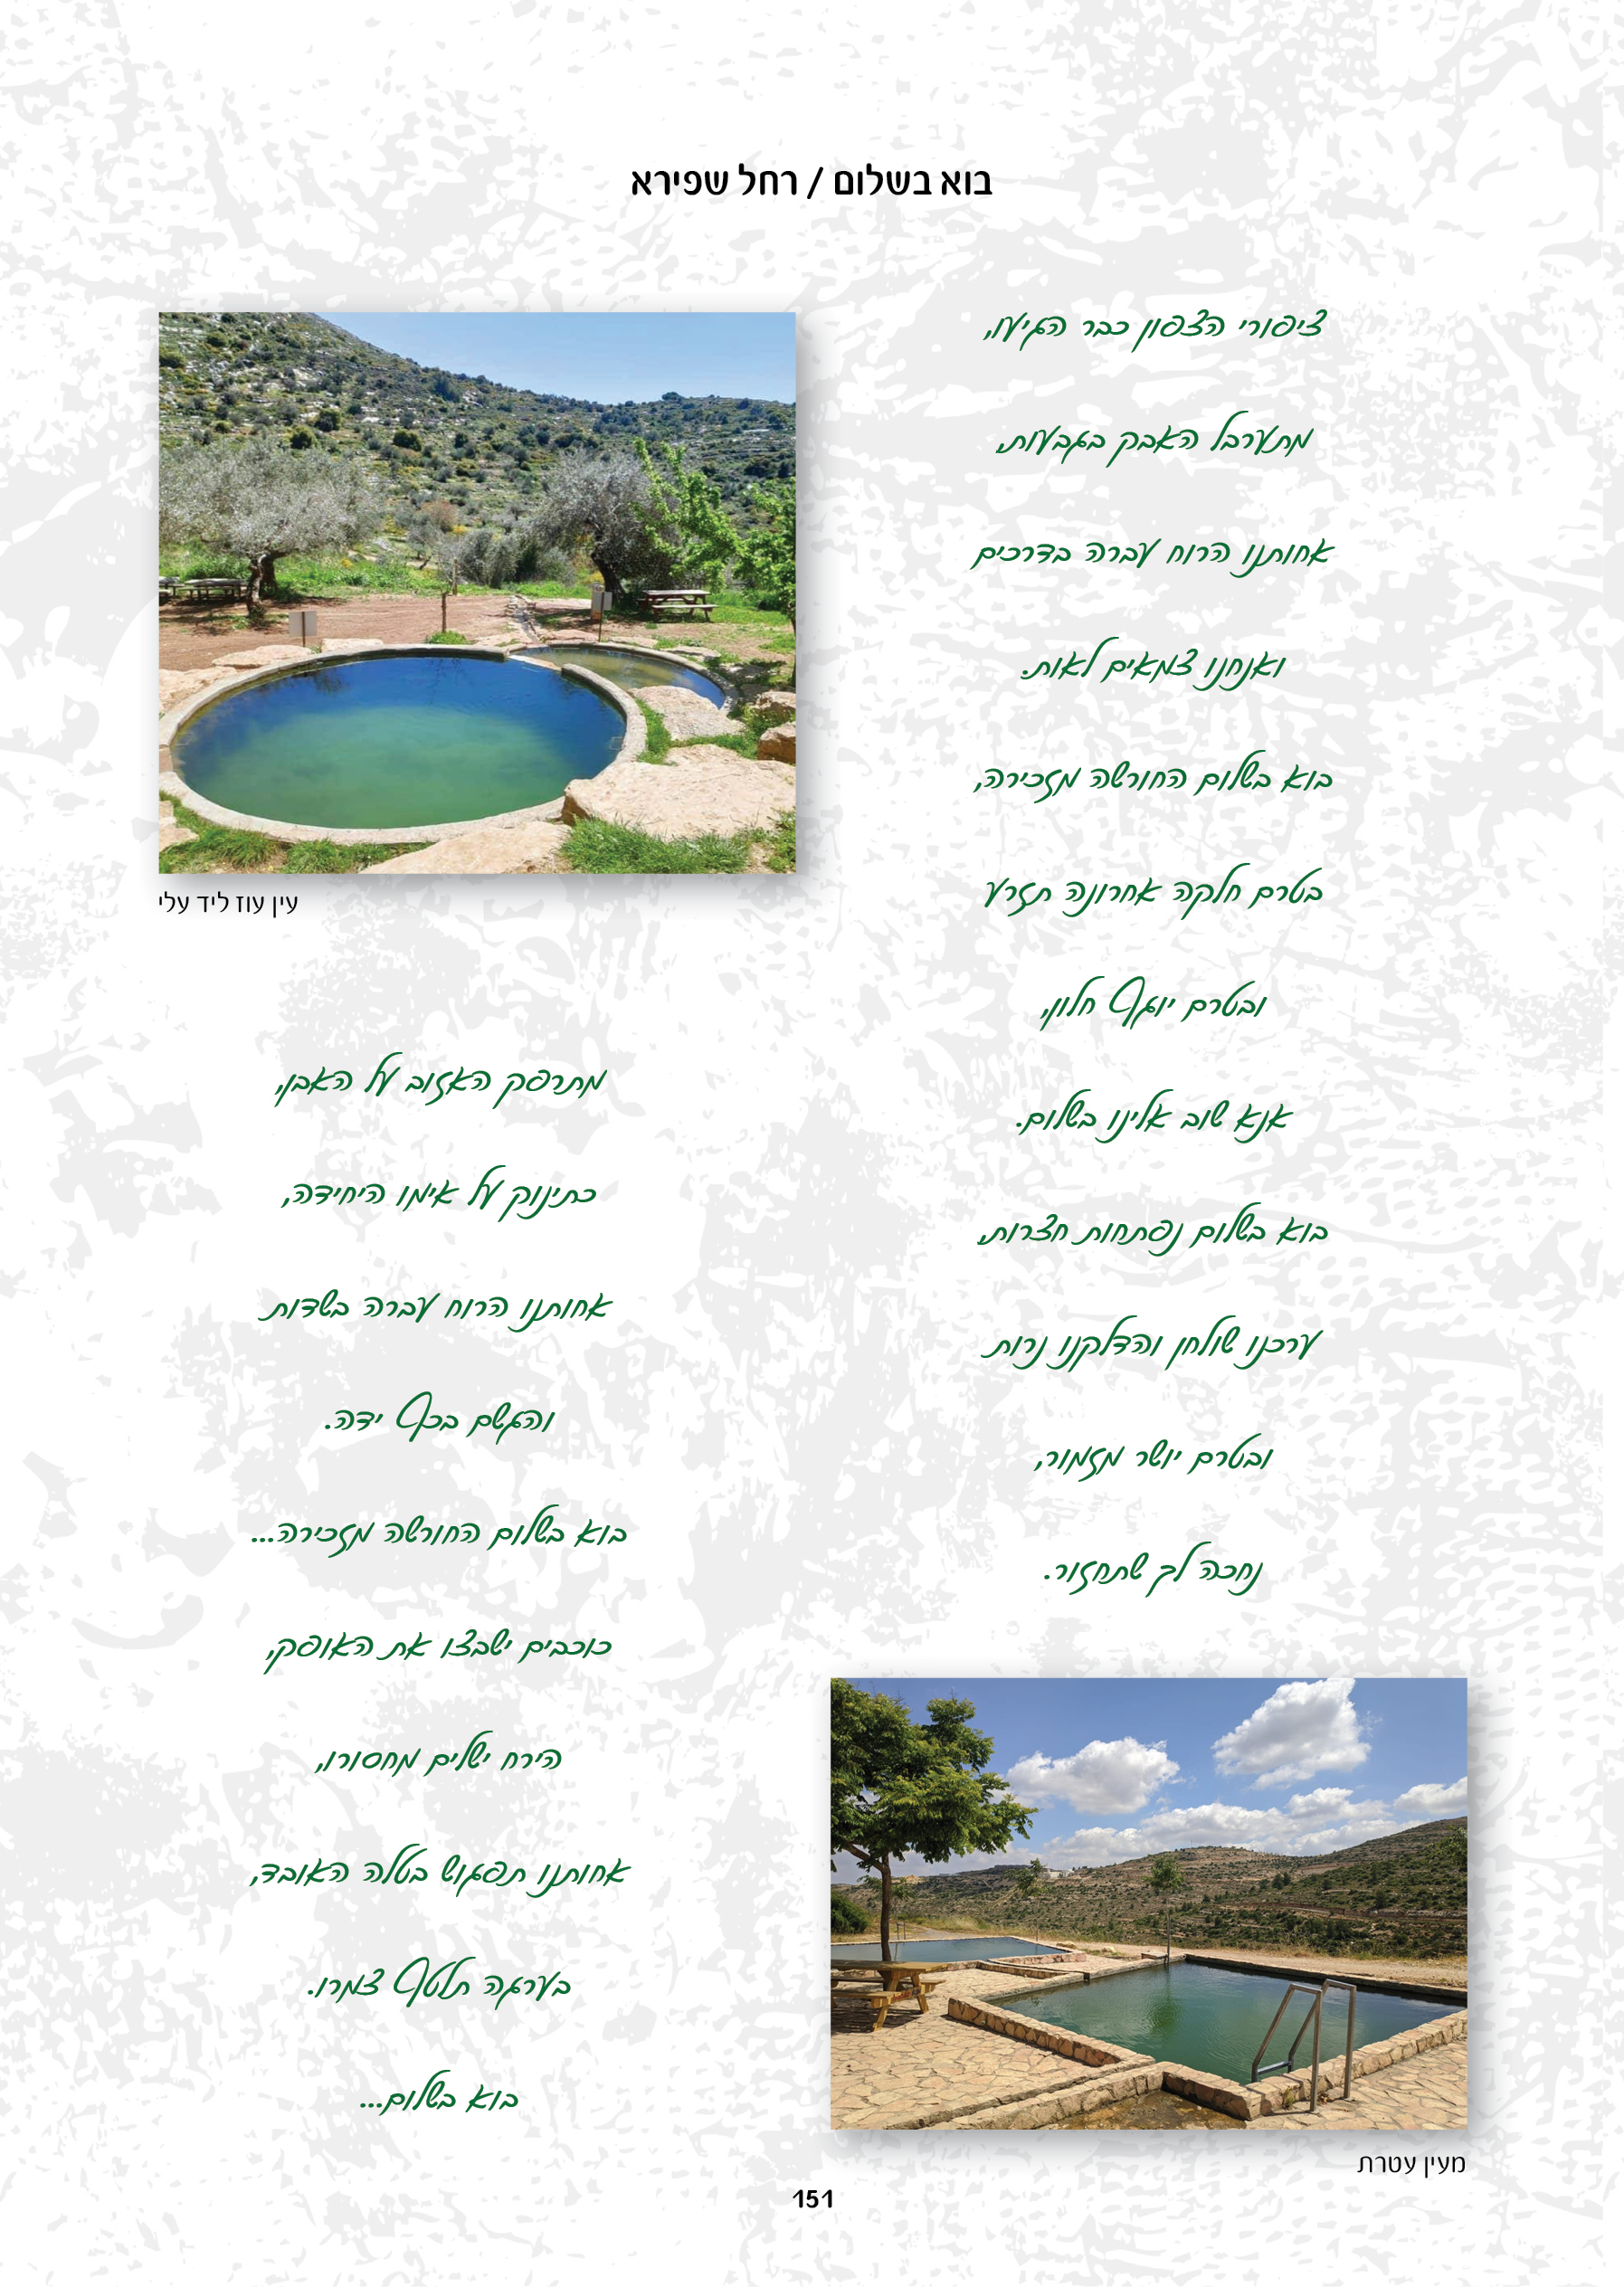 בוא בשלום / רחל שפירא
ציפורי הצפון כבר הגיעו,
מתערבל האבק בגבעות,
אחותנו הרוח עברה בדרכים
ואנחנו צמאים לאות.
בוא בשלום החורשה מזכירה,
בטרם חלקה אחרונה תזרע
ובטרם יוגף חלון,
אנא שוב אלינו בשלום.
בוא בשלום נפתחות חצרות,
ערכנו שולחן והדלקנו נרות
ובטרם יושר מזמור,
נחכה לך שתחזור.
עין עוז ליד עלי
מתרפק האזוב על האבן,
כתינוק על אימו היחידה,
אחותנו הרוח עברה בשדות
והגשם בכף ידה.
בוא בשלום החורשה מזכירה...
כוכבים ישבצו את האופק,
הירח ישלים מחסורו,
אחותנו תפגוש בטלה האובד,
בערגה תלטף צמרו.
בוא בשלום...
מעין עטרת
151